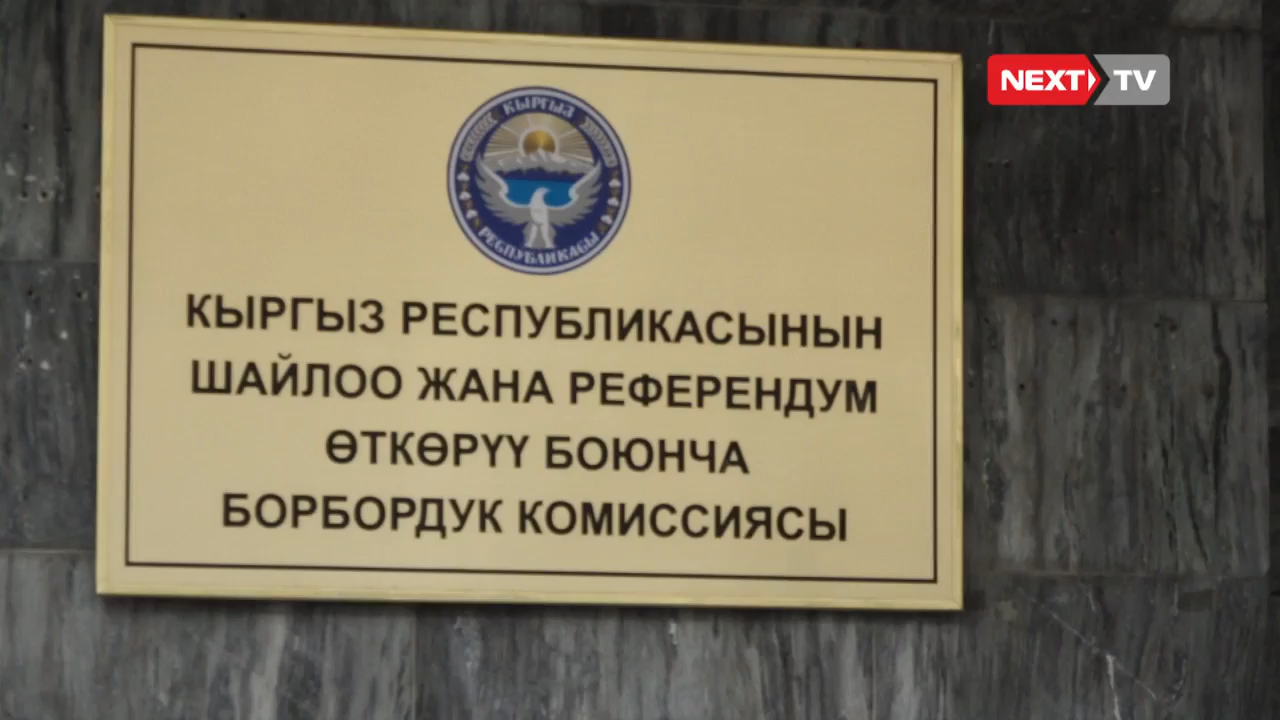 NEXT TV
КЫРГЫЗ
РЕСПУБЛИКАСЫ
КЫРГЫЗ РЕСПУБЛИКАСЫНЫН
ШАЙЛОО ЖАНА РЕФЕРЕНДУМ
ӨТКӨРҮҮ БОЮНЧА
БОРБОРДУК КОМИССИЯСЫ